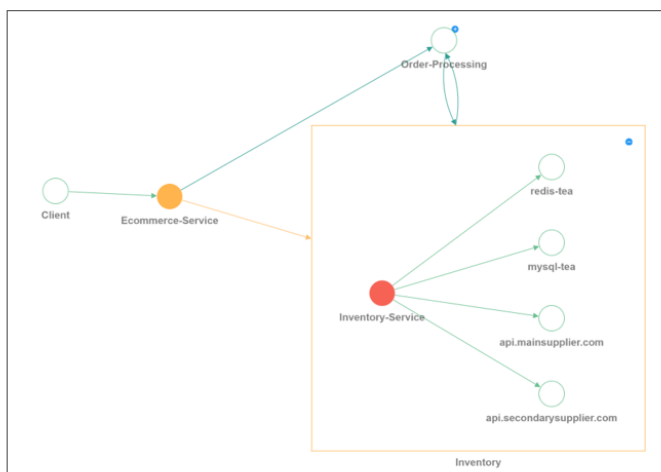 Order-Processing
Client
Ecommerce-Service
redis-tea
mysql-tea
Inventory-Service
api.mainsupplier.com
api.secondarysupplier.com
Inventory